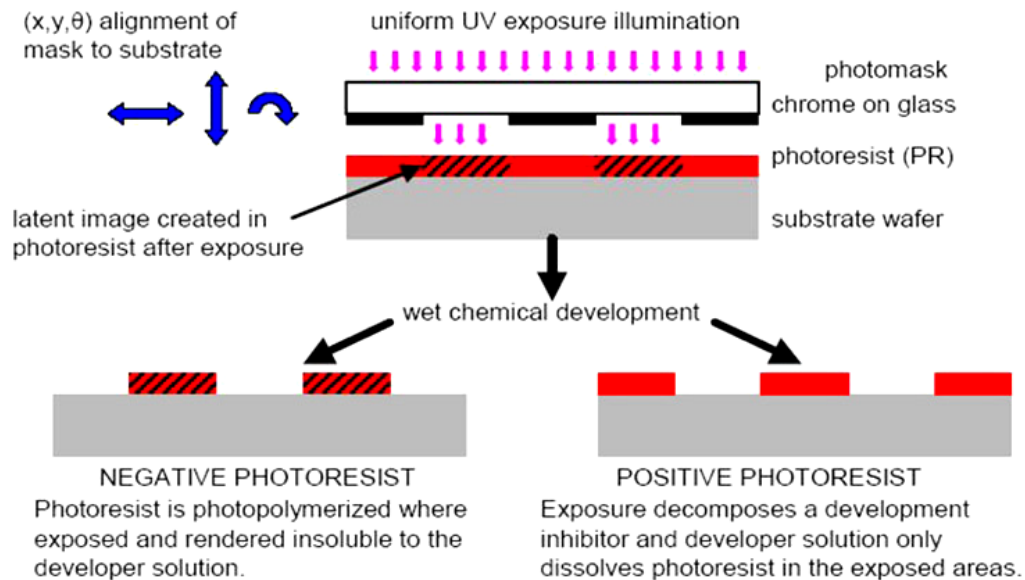 (x,y,θ) alignment of
mask to substrate
uniform UV exposure illumination
photomask
chrome on glass
photoresist (PR)
latent image created in
photoresist after exposure
substrate wafer
wet chemical development
NEGATIVE PHOTORESIST
Photoresist is photopolymerized where
exposed and rendered insoluble to the
developer solution.
POSITIVE PHOTORESIST
Exposure decomposes a development
inhibitor and developer solution only
dissolves photoresist in the exposed areas.